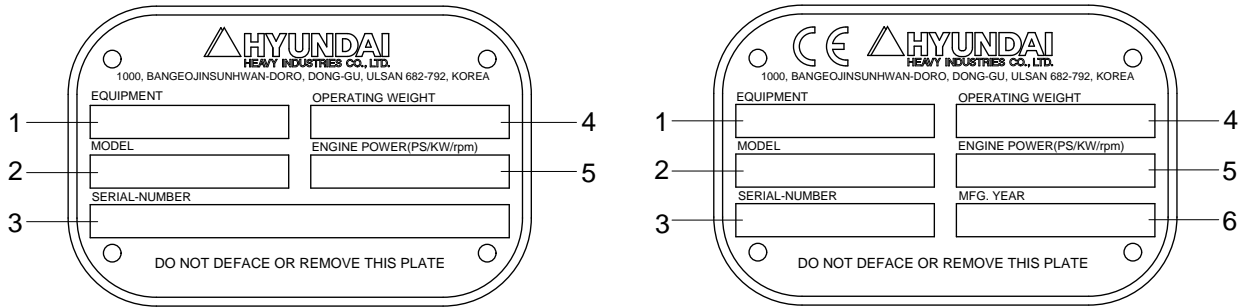 HYUNDAI
HEAVY INDUSTRIES CO., LTD.
1000, BANGEOJINSUNHWAN-DORO, DONG-GU, ULSAN 682-792, KOREA
EQUIPMENT OPERATING WEIGHT
1 4
MODEL ENGINE POWER(PS/KW/rpm)
2 5
SERIAL-NUMBER
3
DO NOT DEFACE OR REMOVE THIS PLATE
CE HYUNDAI
HEAVY INDUSTRIES CO., LTD.
1000, BANGEOJINSUNHWAN-DORO, DONG-GU, ULSAN 682-792, KOREA
EQUIPMENT OPERATING WEIGHT
1 4
MODEL ENGINE POWER(PS/KW/rpm)
2 5
SERIAL-NUMBER MFG. YEAR
3 6
DO NOT DEFACE OR REMOVE THIS PLATE